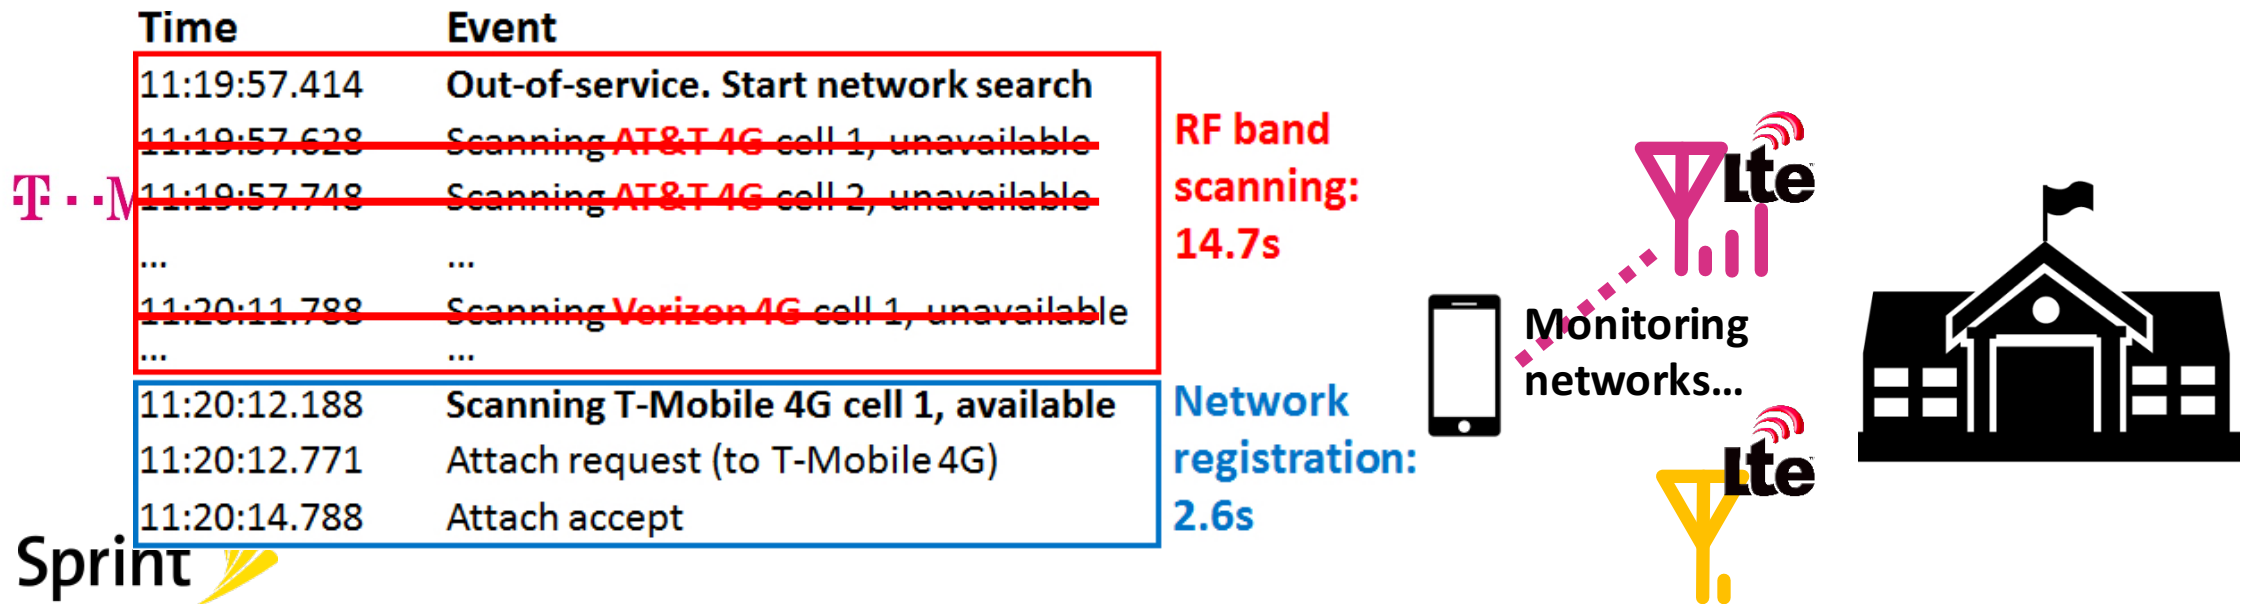 Time Event
11:19:57.414 Out-of-service. Start network search
11:19:57.628 Scanning AT&T 4G cell 1, unavailable
11:19:57.748 Scanning AT&T 4G cell 2, unavailable
... ...
11:20:11.788 Scanning Verizon 4G cell 1, unavailable
... ...
RF band
scanning:
14.7s
11:20:12.188 Scanning T-Mobile 4G cell 1, available
11:20:12.771 Attach request (to T-Mobile 4G)
11:20:14.788 Attach accept
Network
registration:
2.6s
T··M
Sprint
Lte
Monitoring
networks...
Lte